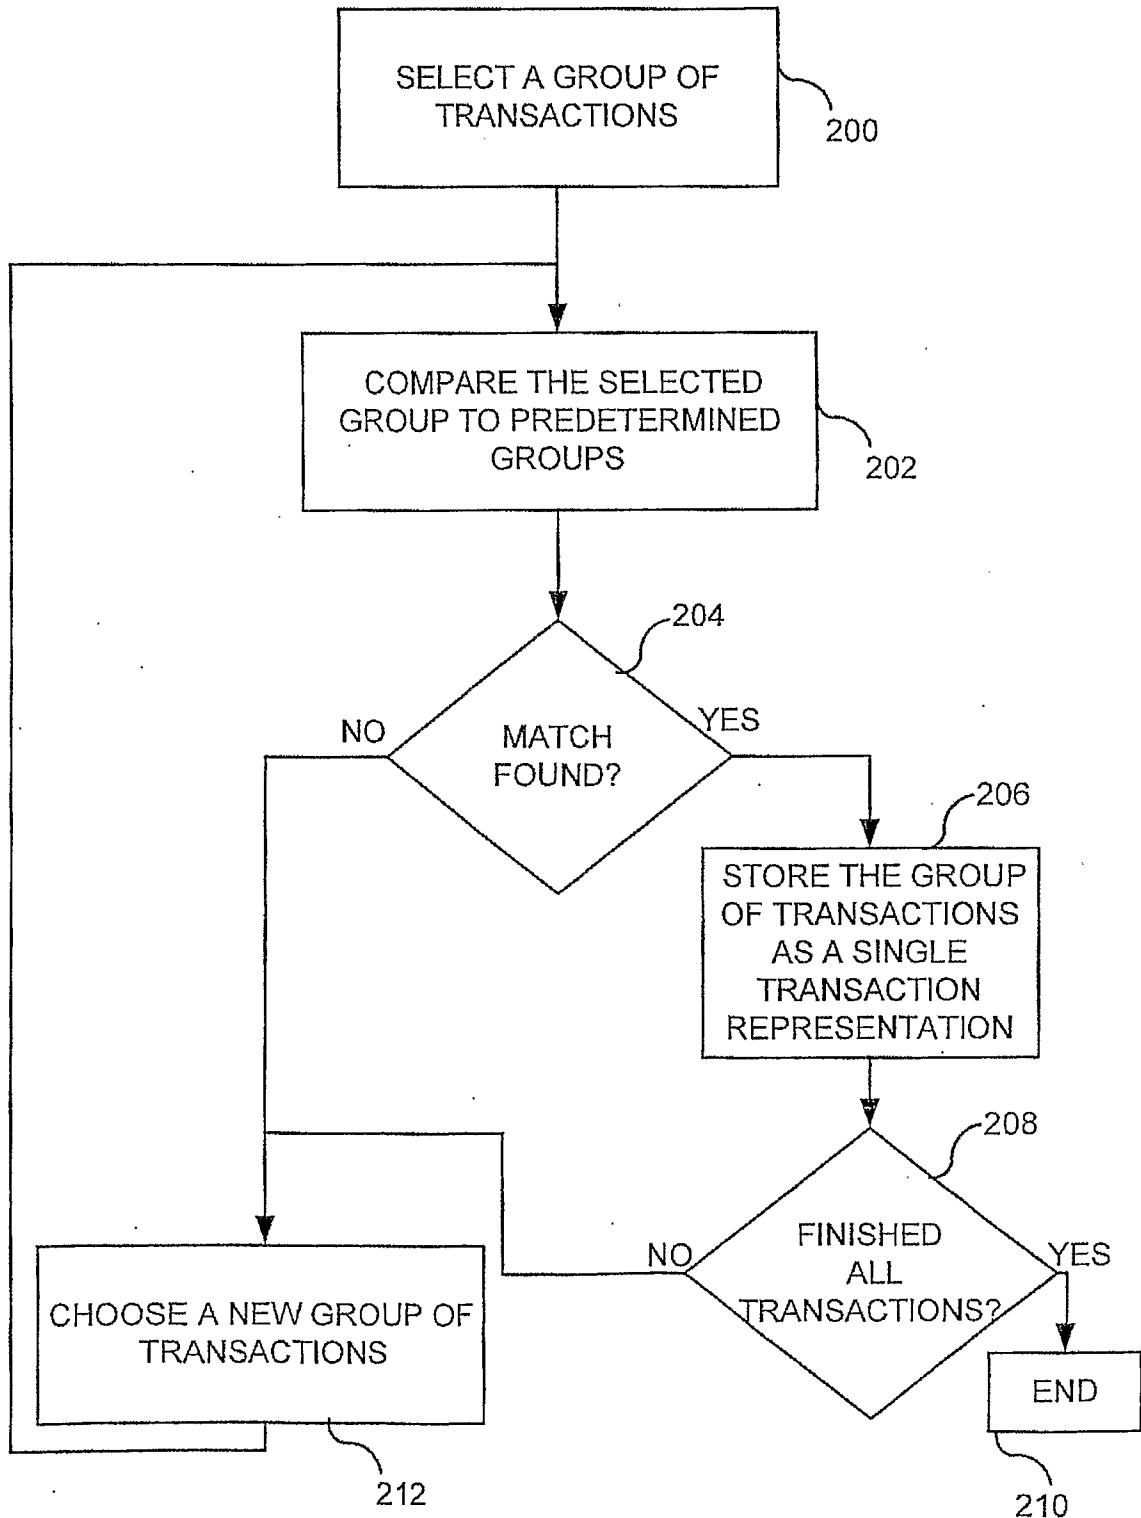 SELECT A GROUP OF
TRANSACTIONS
200
COMPARE THE SELECTED
GROUP TO PREDETERMINED
GROUPS
202
204
NO
YES
MATCH
FOUND?
206
STORE THE GROUP
OF TRANSACTIONS
AS A SINGLE
TRANSACTION
REPRESENTATION
208
NO
YES
FINISHED
ALL
TRANSACTIONS?
CHOOSE A NEW GROUP OF
TRANSACTIONS
END
212
210